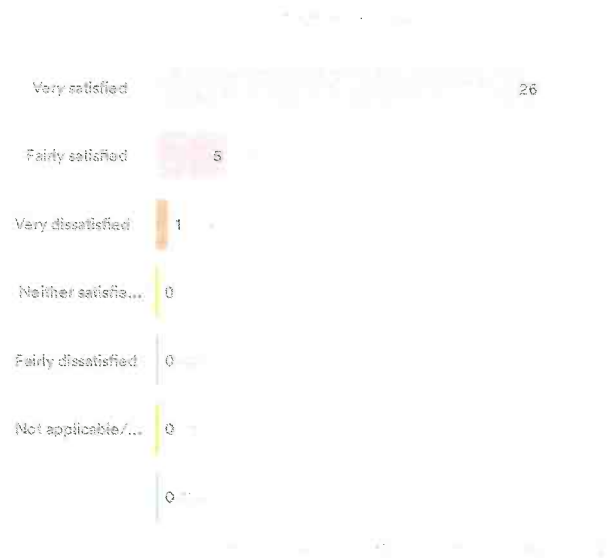 Very satisfied 26
Fairly satisfied 5
Very dissatisfied 1
Neither satisfie... 0
Fairly dissatisfied 0
Not applicable/... 0
0